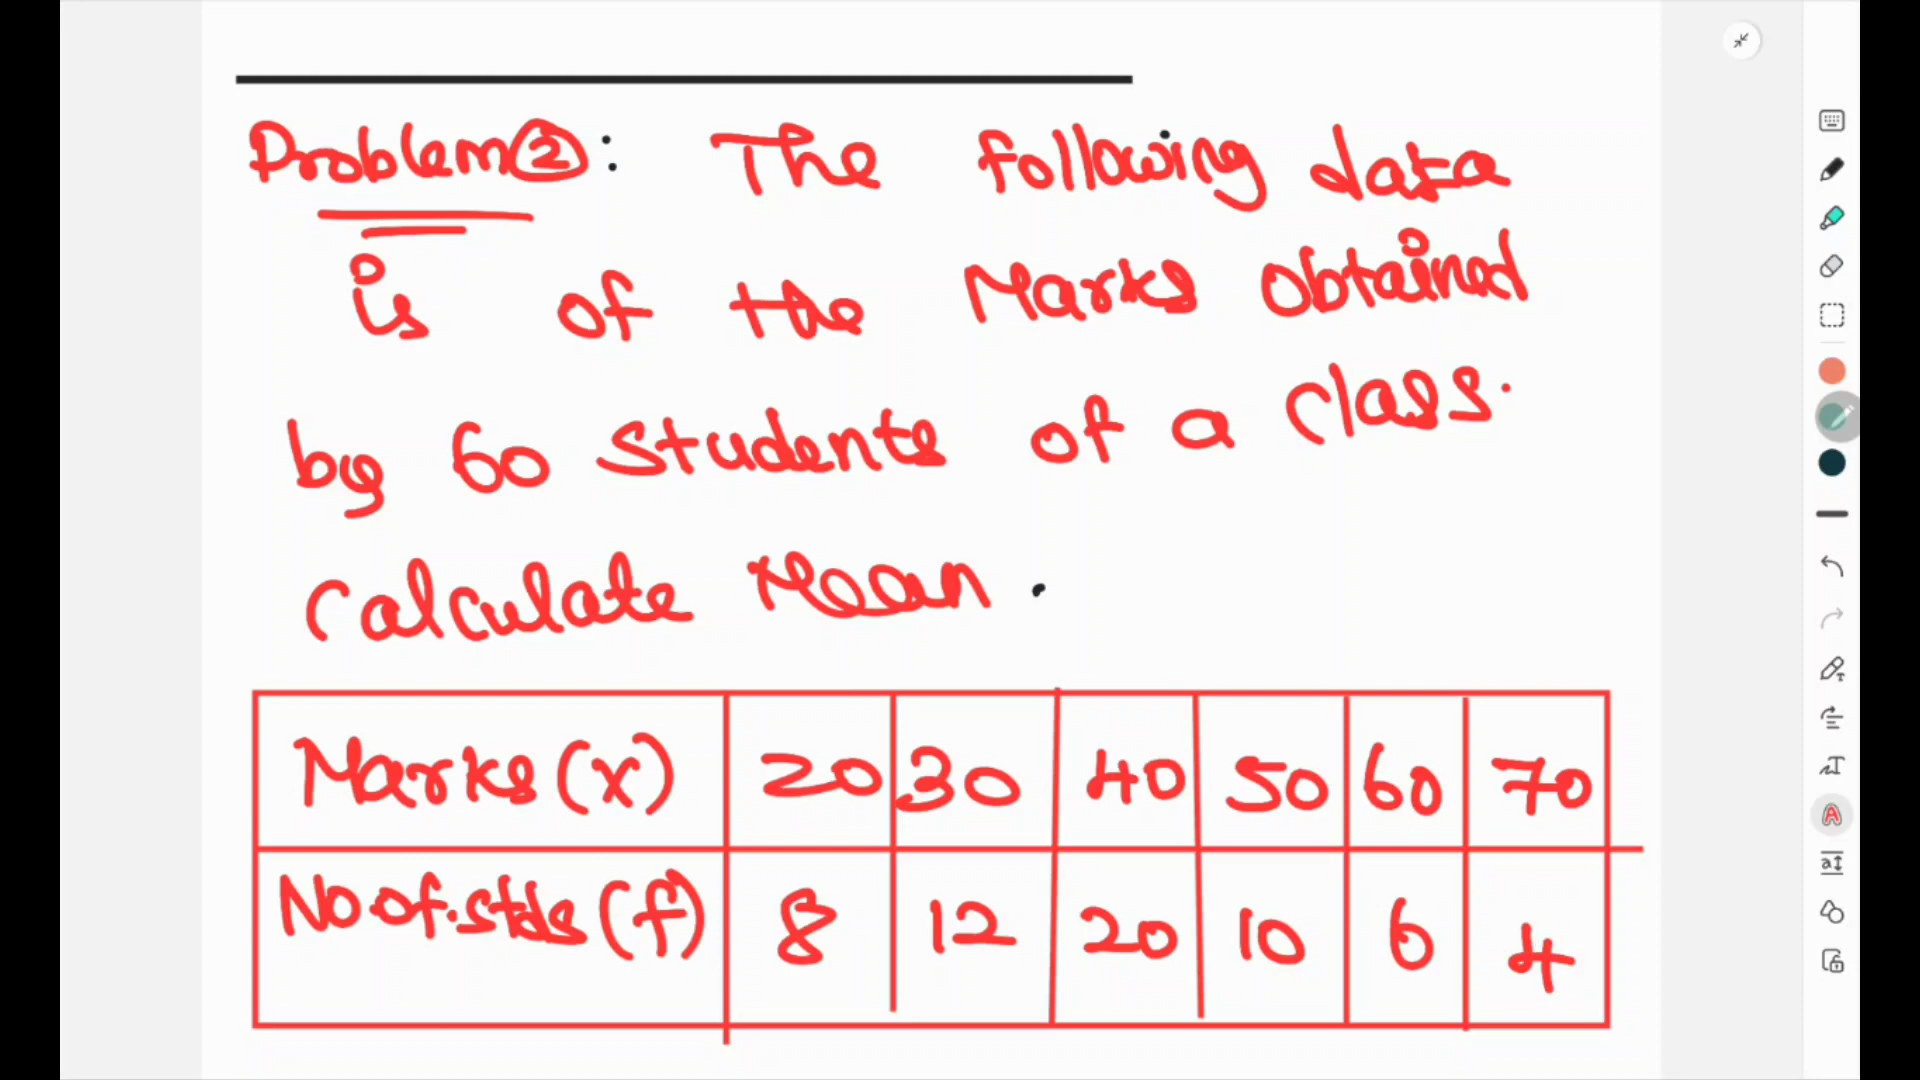 Problem②: The following data
is of the Marks obtained
by 60 students of a class.
calculate Mean.
Marks(x) 20 30 40 50 60 70
No.of.stds(f) 8 12 20 10 6 4